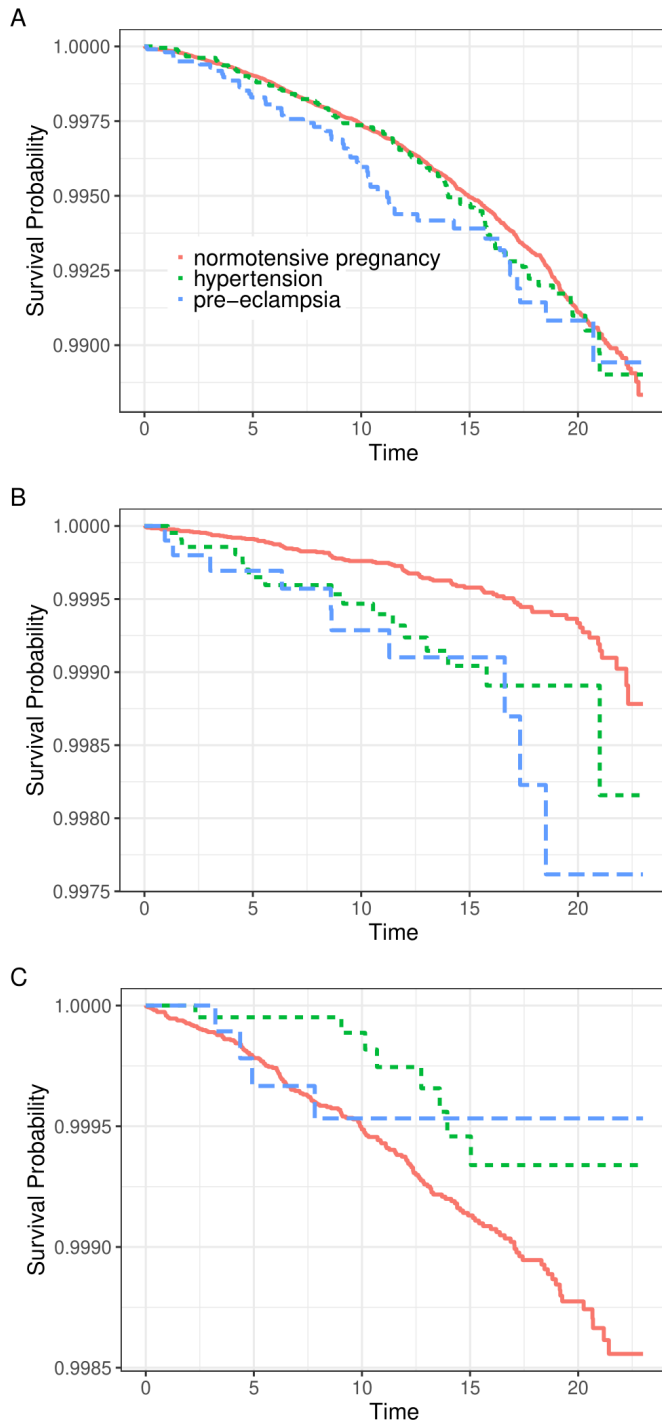 A
1.0000
0.9975
0.9950
0.9925
0.9900
Survival Probability
normotensive pregnancy
hypertension
pre−eclampsia
0 5 10 15 20
Time
B
1.0000
0.9995
0.9990
0.9985
0.9980
0.9975
Survival Probability
0 5 10 15 20
Time
C
1.0000
0.9995
0.9990
0.9985
Survival Probability
0 5 10 15 20
Time